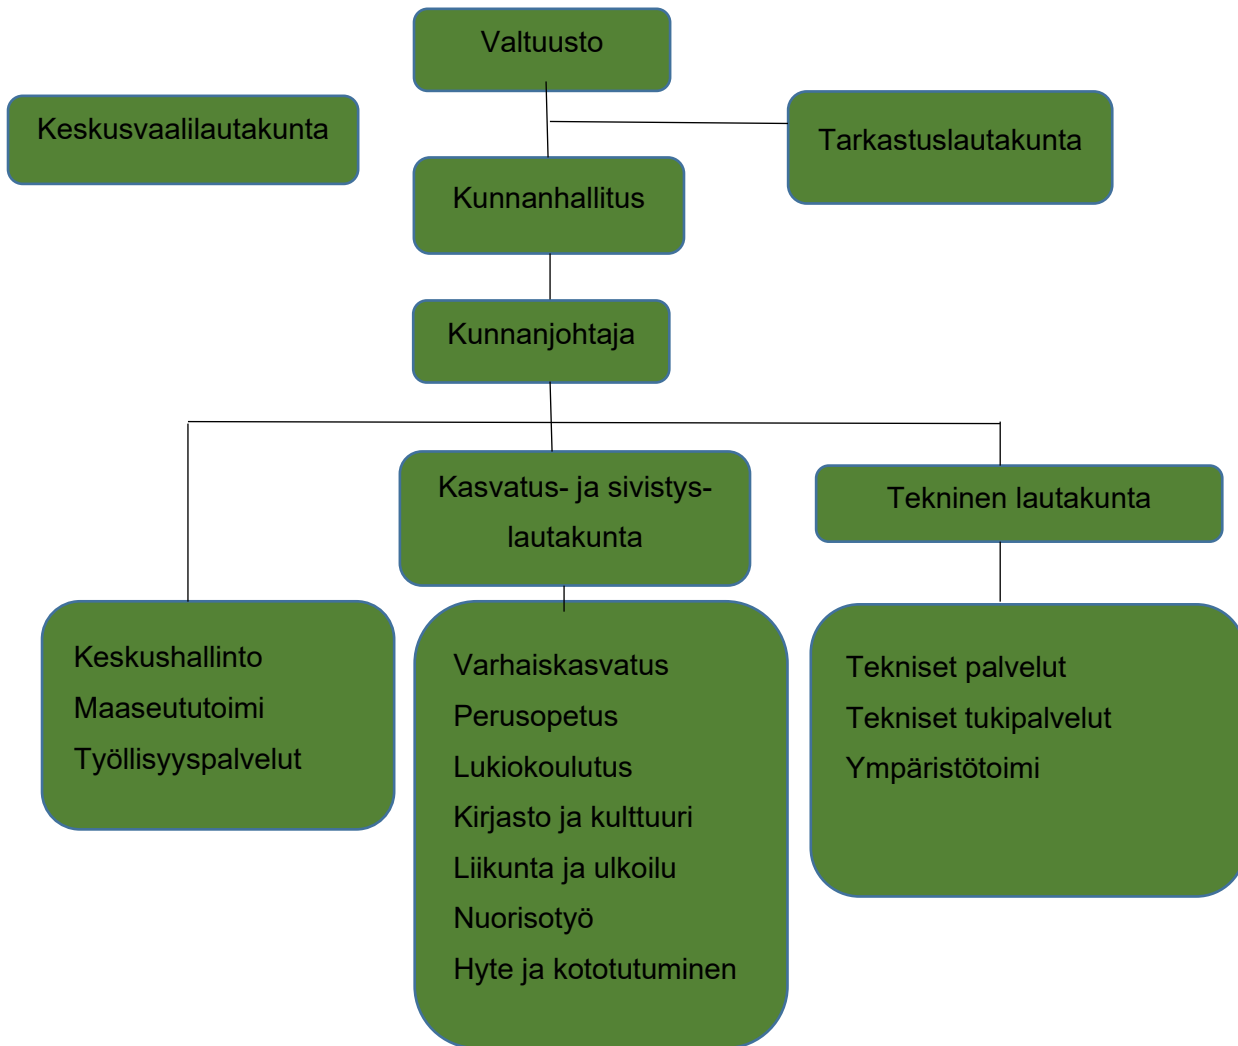 Valtuusto
Keskusvaalilautakunta
Tarkastuslautakunta
Kunnanhallitus
Kunnanjohtaja
Kasvatus- ja sivistys-
lautakunta
Tekninen lautakunta
Keskushallinto
Maaseututoimi
Työllisyyspalvelut
Varhaiskasvatus
Perusopetus
Lukiokoulutus
Kirjasto ja kulttuuri
Liikunta ja ulkoilu
Nuorisotyö
Hyte ja kototutuminen
Tekniset palvelut
Tekniset tukipalvelut
Ympäristötoimi